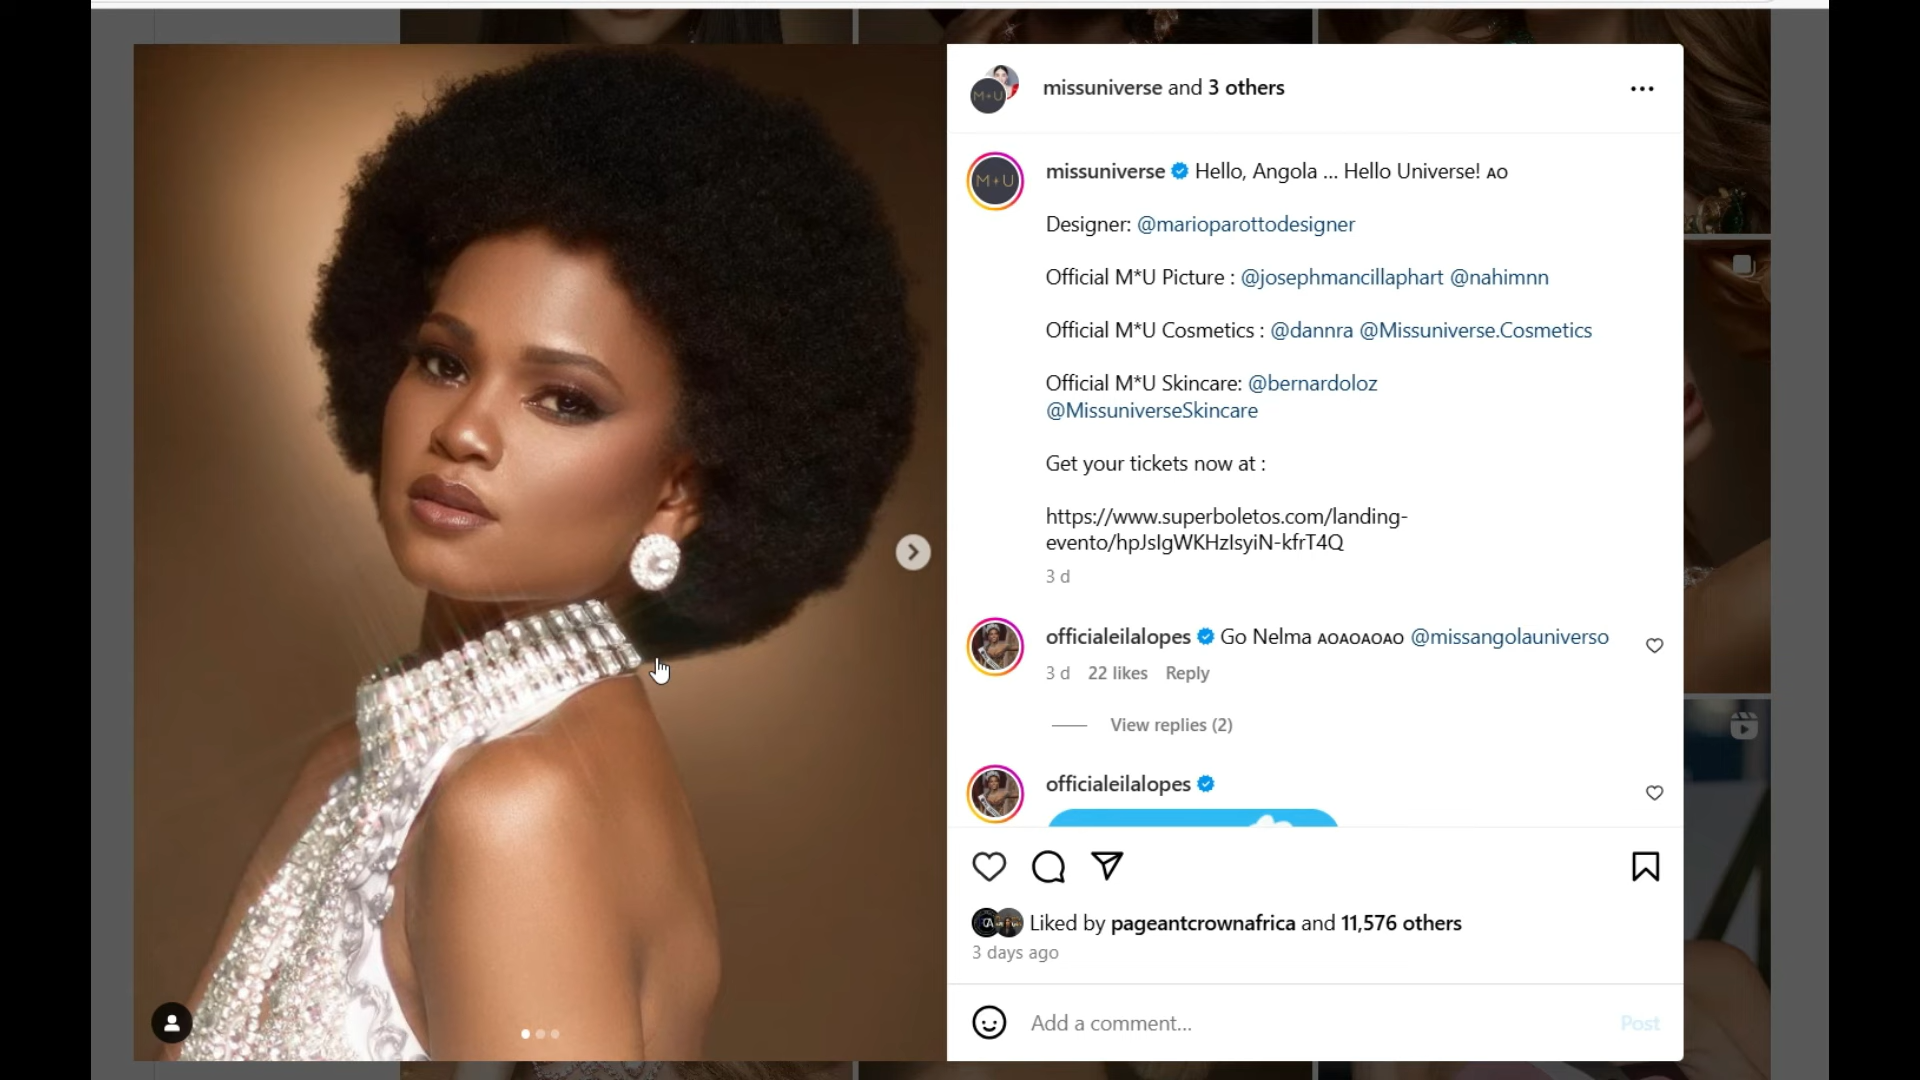 missuniverse and 3 others
M+U
missuniverse Hello, Angola ... Hello Universe! AO
M+U
Designer: @marioparottodesigner
Official M*U Picture : @josephmancillaphart @nahimnn
Official M*U Cosmetics : @dannra @Missuniverse.Cosmetics
Official M*U Skincare: @bernardoloz
@MissuniverseSkincare
Get your tickets now at :
https://www.superboletos.com/landing-
evento/hpJsIgWKHzIsyiN-kfrT4Q
3 d
officialeilalopes Go Nelma AOAOAOAO @missangolauniverso
3 d 22 likes Reply
View replies (2)
officialeilalopes
Liked by pageantcrownafrica and 11,576 others
3 days ago
Add a comment...
Post